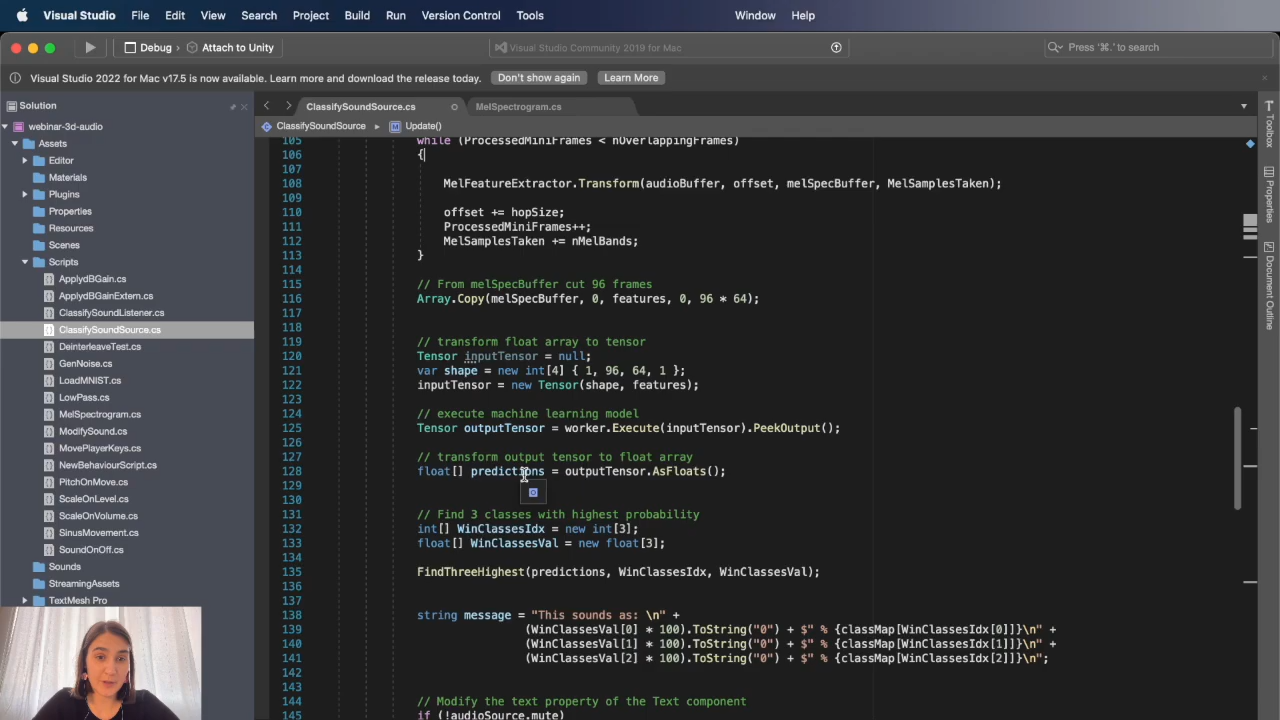 Visual Studio File Edit View Search Project Build Run Version Control Tools Window Help
Debug › Attach to Unity Visual Studio Community 2019 for Mac Press '⌘.' to search
Visual Studio 2022 for Mac v17.5 is now available. Learn more and download the release today. Don't show again Learn More
Solution
webinar-3d-audio
Assets
Editor
Materials
Plugins
Properties
Resources
Scenes
Scripts
ApplydBGain.cs
ApplydBGainExtern.cs
ClassifySoundListener.cs
ClassifySoundSource.cs
DeinterleaveTest.cs
GenNoise.cs
LoadMNIST.cs
LowPass.cs
MelSpectrogram.cs
ModifySound.cs
MovePlayerKeys.cs
NewBehaviourScript.cs
PitchOnMove.cs
ScaleOnLevel.cs
ScaleOnVolume.cs
SinusMovement.cs
SoundOnOff.cs
Sounds
StreamingAssets
TextMesh Pro
ClassifySoundSource.cs MelSpectrogram.cs
ClassifySoundSource Update()
105 while (ProcessedMiniFrames < nOverlappingFrames)
106 {
107
108 MelFeatureExtractor.Transform(audioBuffer, offset, melSpecBuffer, MelSamplesTaken);
109
110 offset += hopSize;
111 ProcessedMiniFrames++;
112 MelSamplesTaken += nMelBands;
113 }
114
115 // From melSpecBuffer cut 96 frames
116 Array.Copy(melSpecBuffer, 0, features, 0, 96 * 64);
117
118
119 // transform float array to tensor
120 Tensor inputTensor = null;
121 var shape = new int[4] { 1, 96, 64, 1 };
122 inputTensor = new Tensor(shape, features);
123
124 // execute machine learning model
125 Tensor outputTensor = worker.Execute(inputTensor).PeekOutput();
126
127 // transform output tensor to float array
128 float[] predictions = outputTensor.AsFloats();
129
130
131 // Find 3 classes with highest probability
132 int[] WinClassesIdx = new int[3];
133 float[] WinClassesVal = new float[3];
134
135 FindThreeHighest(predictions, WinClassesIdx, WinClassesVal);
136
137
138 string message = "This sounds as: \n" +
139 (WinClassesVal[0] * 100).ToString("0") + $" % {classMap[WinClassesIdx[0]]}\n" +
140 (WinClassesVal[1] * 100).ToString("0") + $" % {classMap[WinClassesIdx[1]]}\n" +
141 (WinClassesVal[2] * 100).ToString("0") + $" % {classMap[WinClassesIdx[2]]}\n";
142
143
144 // Modify the text property of the Text component
145 if (!audioSource.mute)
Toolbox
Properties
Document Outline